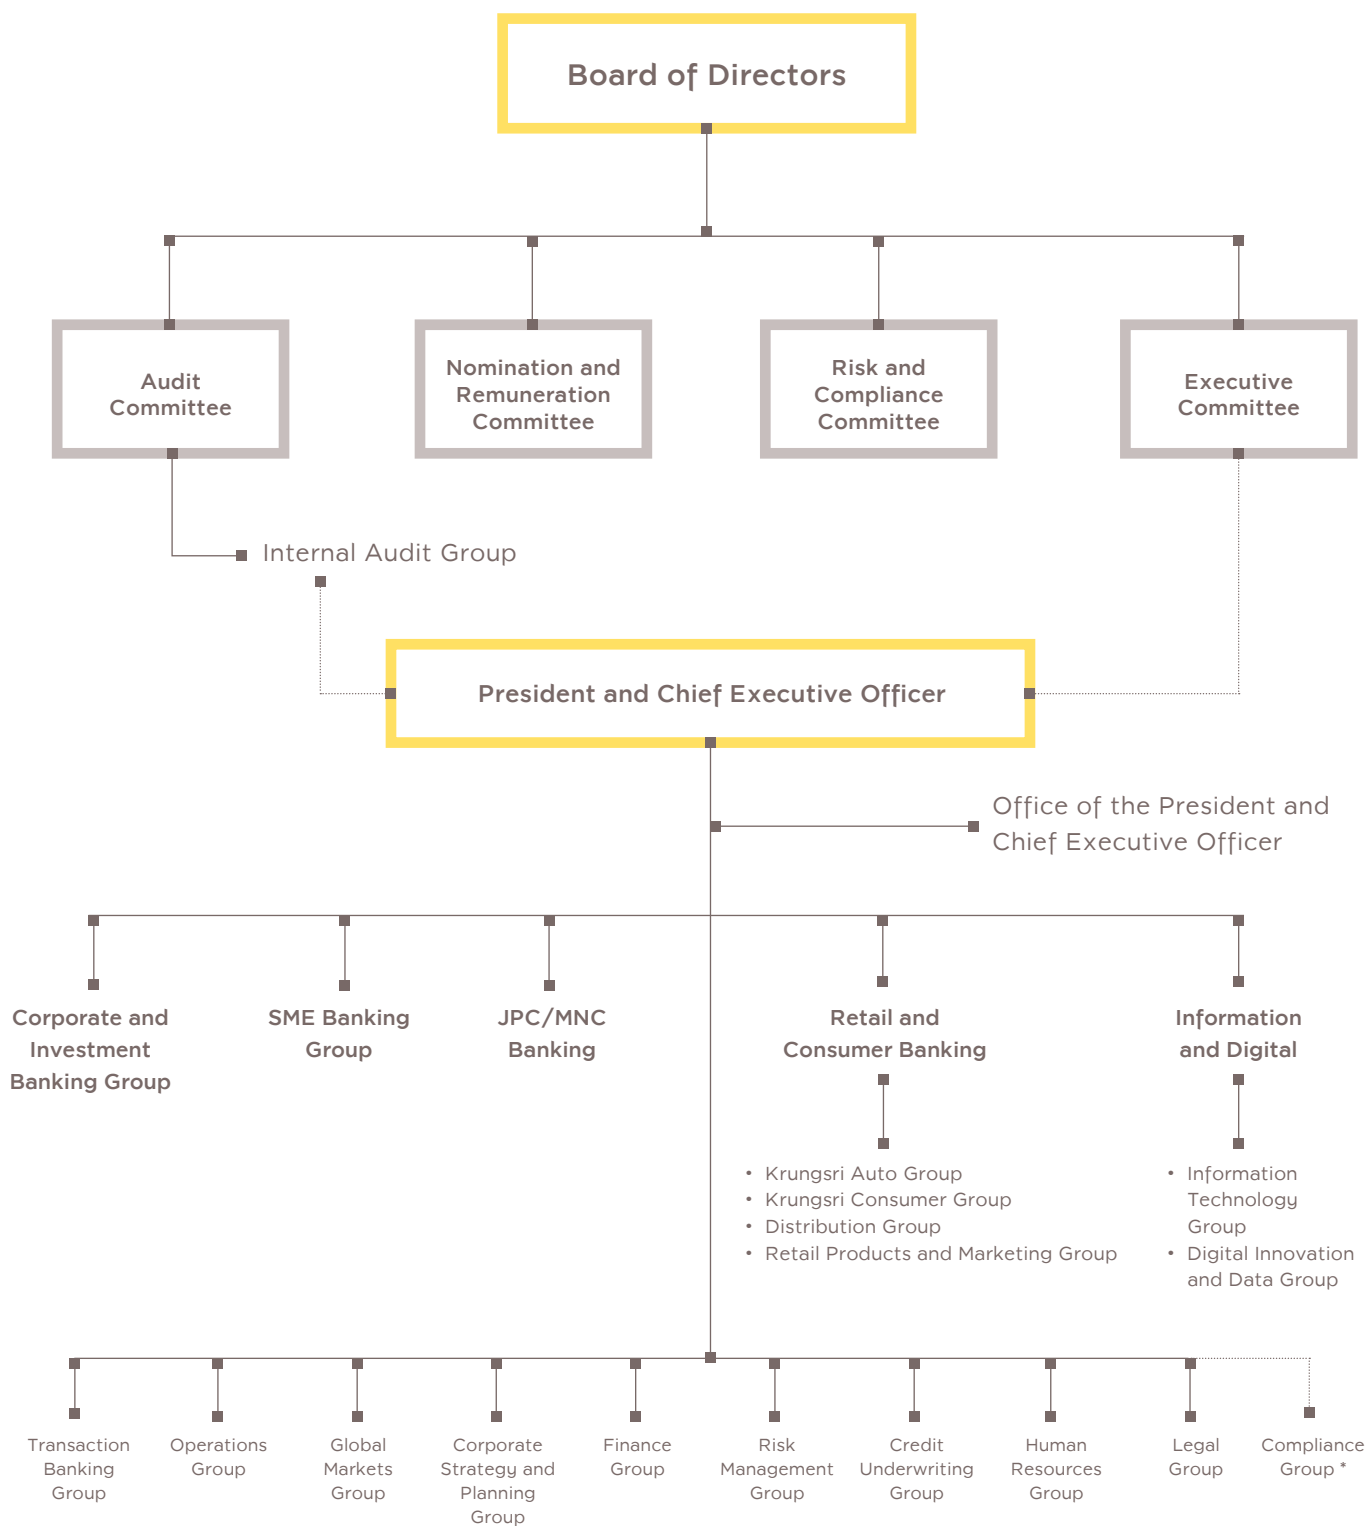 Board of Directors
Audit
Committee
Nomination and
Remuneration
Committee
Risk and
Compliance
Committee
Executive
Committee
Internal Audit Group
President and Chief Executive Officer
Office of the President and
Chief Executive Officer
Corporate and
Investment
Banking Group
SME Banking
Group
JPC/MNC
Banking
Retail and
Consumer Banking
Information
and Digital
• Krungsri Auto Group
• Krungsri Consumer Group
• Distribution Group
• Retail Products and Marketing Group
• Information
Technology
Group
• Digital Innovation
and Data Group
Transaction
Banking
Group
Operations
Group
Global
Markets
Group
Corporate
Strategy and
Planning
Group
Finance
Group
Risk
Management
Group
Credit
Underwriting
Group
Human
Resources
Group
Legal
Group
Compliance
Group *